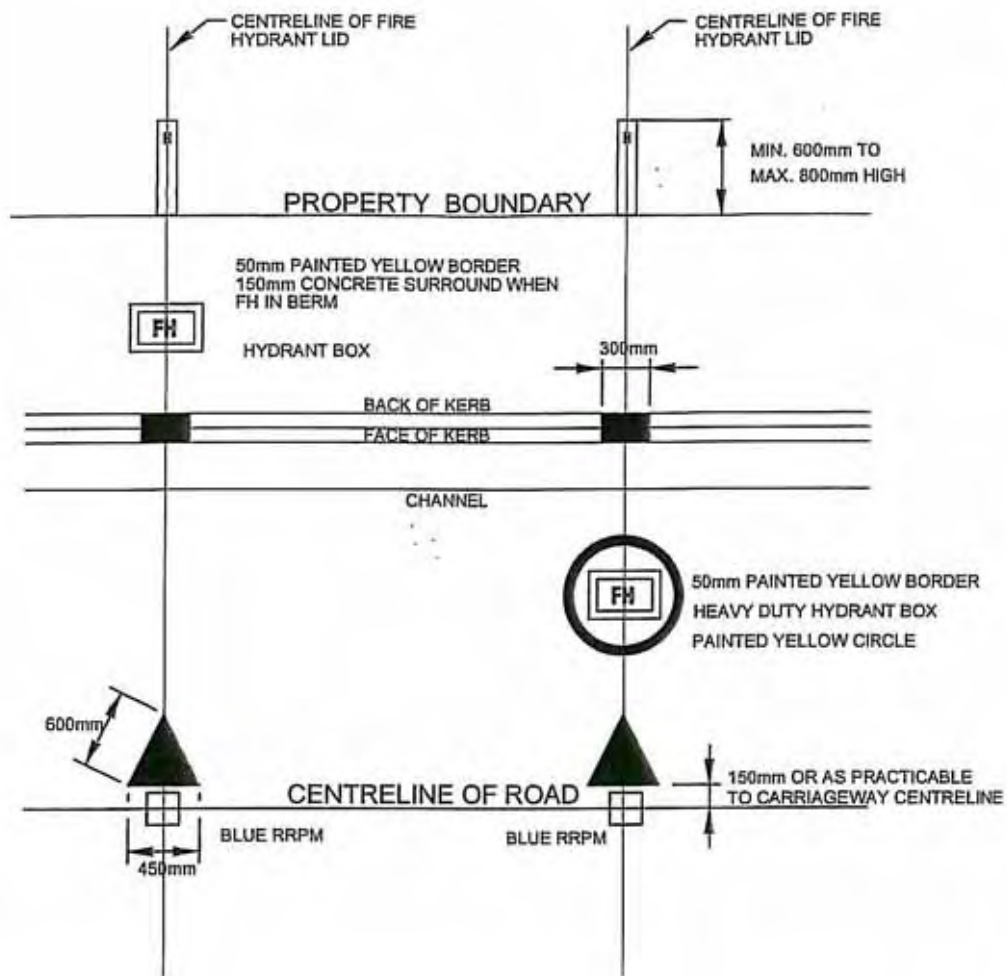 CENTRELINE OF FIRE
HYDRANT LID
CENTRELINE OF FIRE
HYDRANT LID
H
H
MIN. 600mm TO
MAX. 800mm HIGH
PROPERTY BOUNDARY
50mm PAINTED YELLOW BORDER
150mm CONCRETE SURROUND WHEN
FH IN BERM
FH
HYDRANT BOX
300mm
BACK OF KERB
FACE OF KERB
CHANNEL
FH
50mm PAINTED YELLOW BORDER
HEAVY DUTY HYDRANT BOX
PAINTED YELLOW CIRCLE
600mm
150mm OR AS PRACTICABLE
TO CARRIAGEWAY CENTRELINE
CENTRELINE OF ROAD
BLUE RRPM
BLUE RRPM
450mm